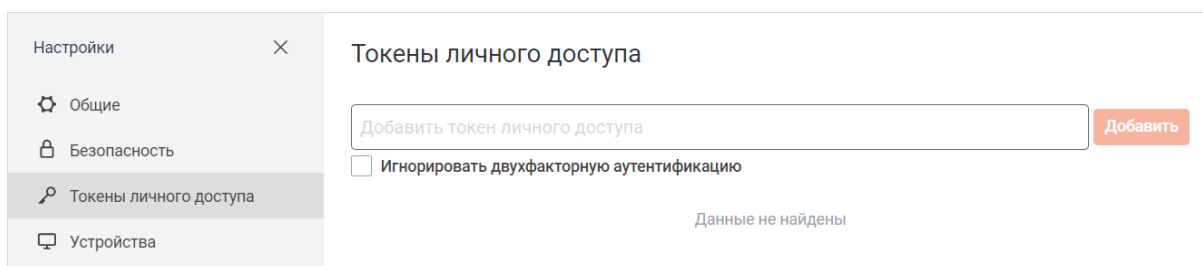 Настройки
Общие
Безопасность
Токены личного доступа
Устройства
Токены личного доступа
Добавить токен личного доступа
Добавить
Игнорировать двухфакторную аутентификацию
Данные не найдены